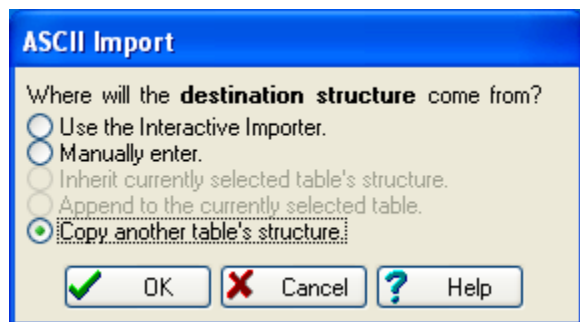 ASCII Import
Where will the destination structure come from?
Use the Interactive Importer.
Manually enter.
Inherit currently selected table's structure.
Append to the currently selected table.
Copy another table's structure.
OK Cancel Help